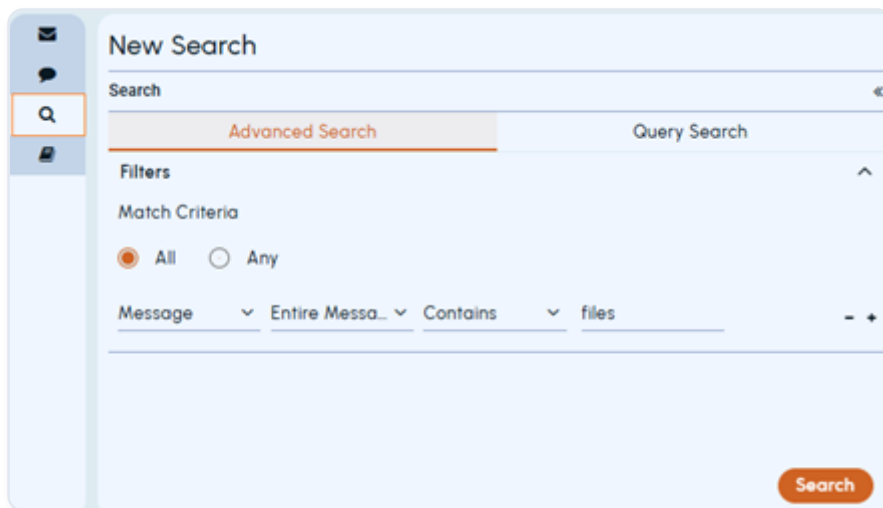 New Search
Search
Advanced Search Query Search
Filters
Match Criteria
All Any
Message Entire Messa... Contains files
Search